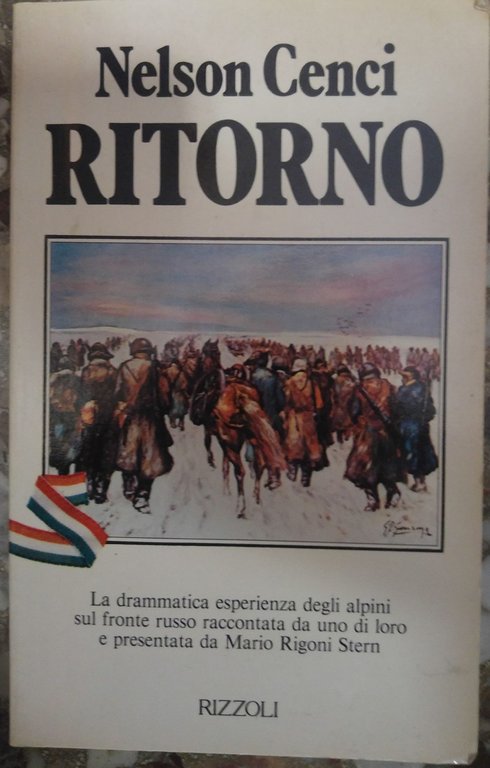 Nelson Cenci
RITORNO
La drammatica esperienza degli alpini
sul fronte russo raccontata da uno di loro
e presentata da Mario Rigoni Stern
RIZZOLI